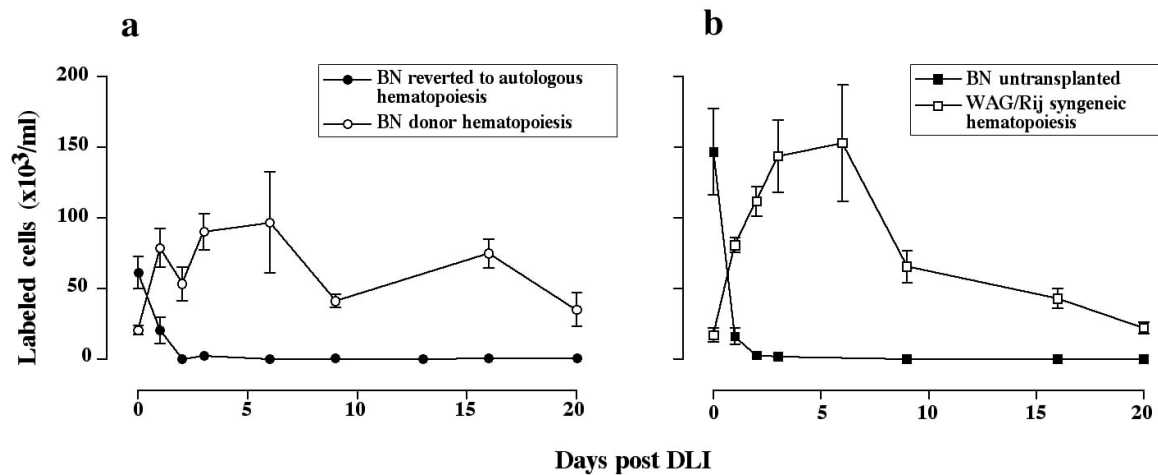 a
b
BN reverted to autologous
hematopoiesis
BN donor hematopoiesis
BN untransplanted
WAG/Rij syngeneic
hematopoiesis
Labeled cells (x10³/ml)
200
150
100
50
0
0 5 10 15 20
0 5 10 15 20
Days post DLI